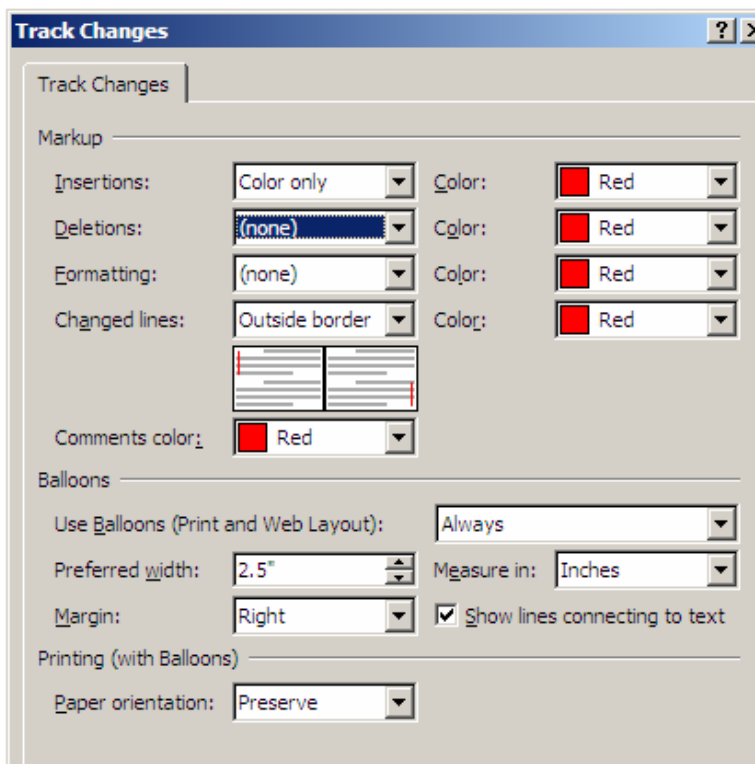 Track Changes
Track Changes
Markup
Insertions: Color only Color: Red
Deletions: (none) Color: Red
Formatting: (none) Color: Red
Changed lines: Outside border Color: Red
Comments color: Red
Balloons
Use Balloons (Print and Web Layout): Always
Preferred width: 2.5" Measure in: Inches
Margin: Right Show lines connecting to text
Printing (with Balloons)
Paper orientation: Preserve